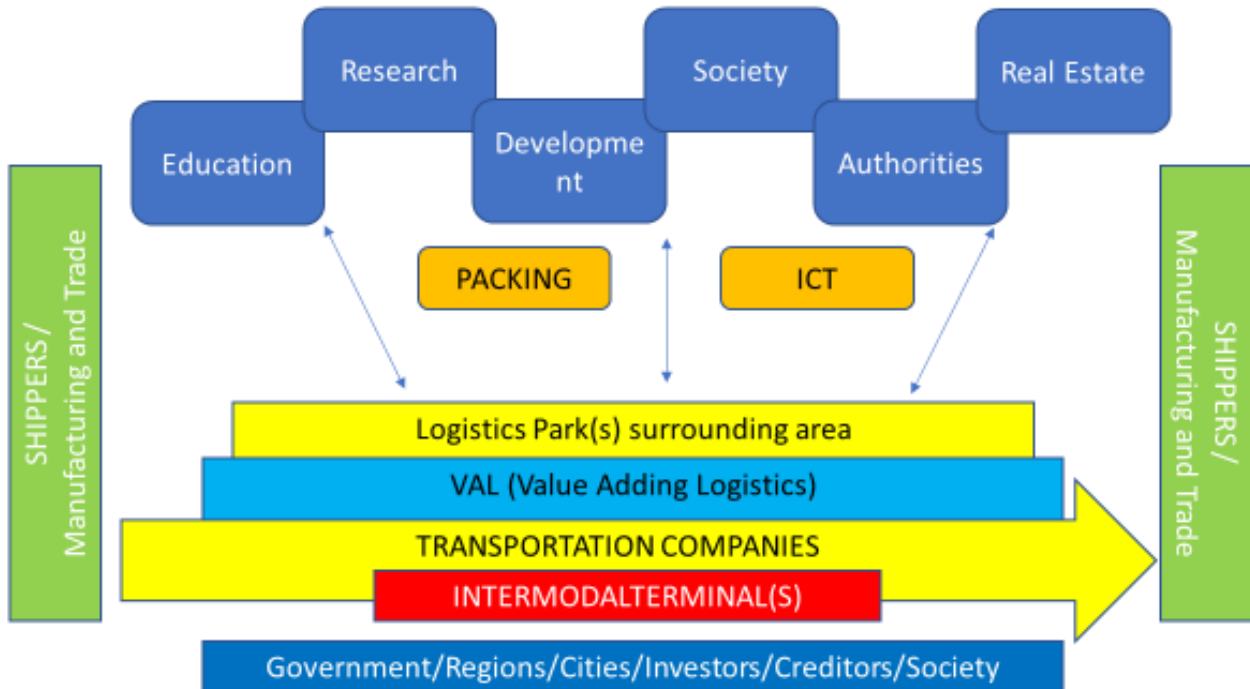 Research
Society
Real Estate
Education
Developme
nt
Authorities
SHIPPERS /
Manufacturing and Trade
PACKING
ICT
SHIPPERS /
Manufacturing and Trade
Logistics Park(s) surrounding area
VAL (Value Adding Logistics)
TRANSPORTATION COMPANIES
INTERMODALTERMINAL(S)
Government/Regions/Cities/Investors/Creditors/Society